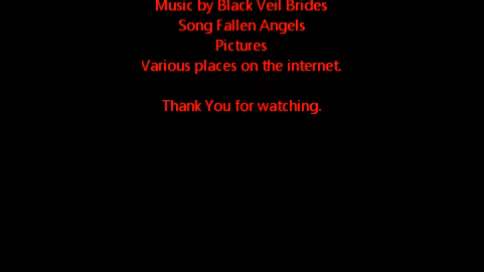 Music by Black Veil Brides
Song Fallen Angels
Pictures
Various places on the internet.
Thank You for watching.